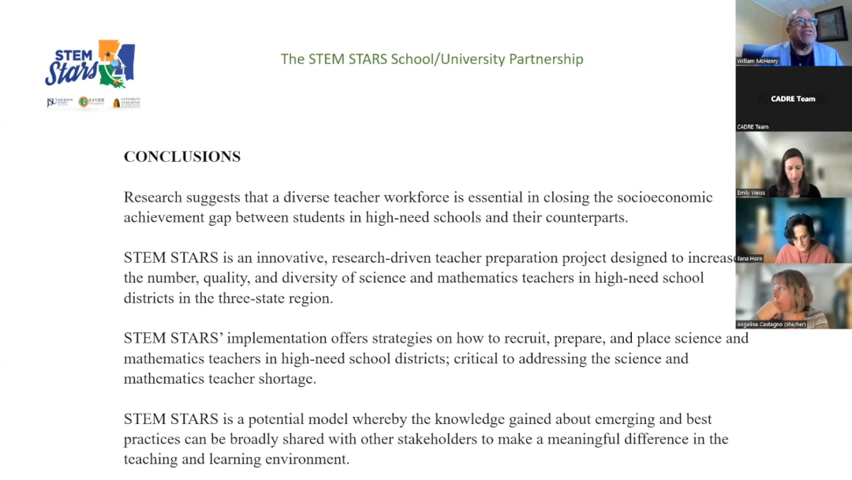 STEM
Stars
The STEM STARS School/University Partnership
CONCLUSIONS
Research suggests that a diverse teacher workforce is essential in closing the socioeconomic
achievement gap between students in high-need schools and their counterparts.
STEM STARS is an innovative, research-driven teacher preparation project designed to increase
the number, quality, and diversity of science and mathematics teachers in high-need school
districts in the three-state region.
STEM STARS’ implementation offers strategies on how to recruit, prepare, and place science and
mathematics teachers in high-need school districts; critical to addressing the science and
mathematics teacher shortage.
STEM STARS is a potential model whereby the knowledge gained about emerging and best
practices can be broadly shared with other stakeholders to make a meaningful difference in the
teaching and learning environment.
William McHenry
CADRE Team
CADRE Team
Emily Weiss
Ilana Horn
Angelina Castagno (she/her)